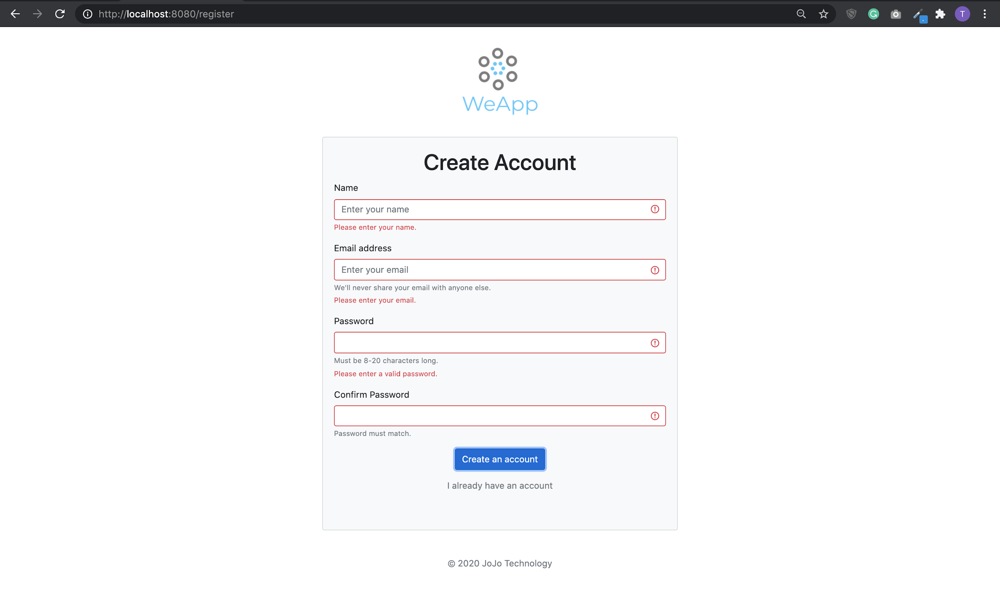 http://localhost:8080/register
T
WeApp
Create Account
Name
Enter your name
Please enter your name.
Email address
Enter your email
We'll never share your email with anyone else.
Please enter your email.
Password
Must be 8-20 characters long.
Please enter a valid password.
Confirm Password
Password must match.
Create an account
I already have an account
© 2020 JoJo Technology